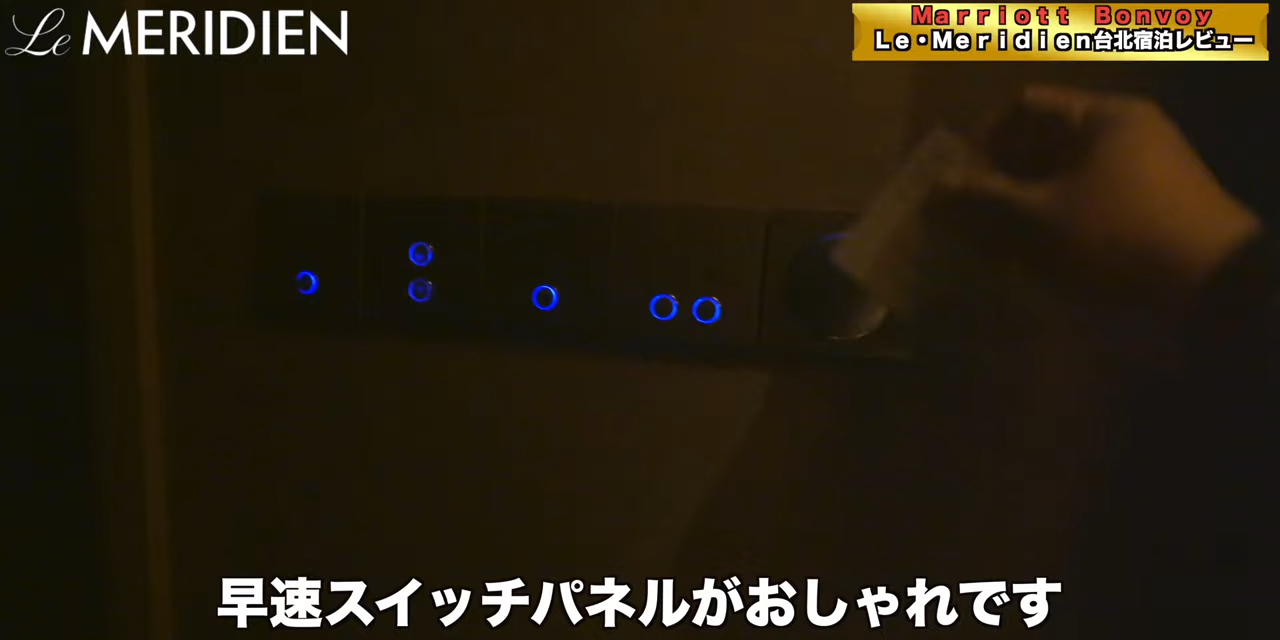 Le MERIDIEN
Marriott Bonvoy
Le・Meridien台北宿泊レビュー
早速スイッチパネルがおしゃれです